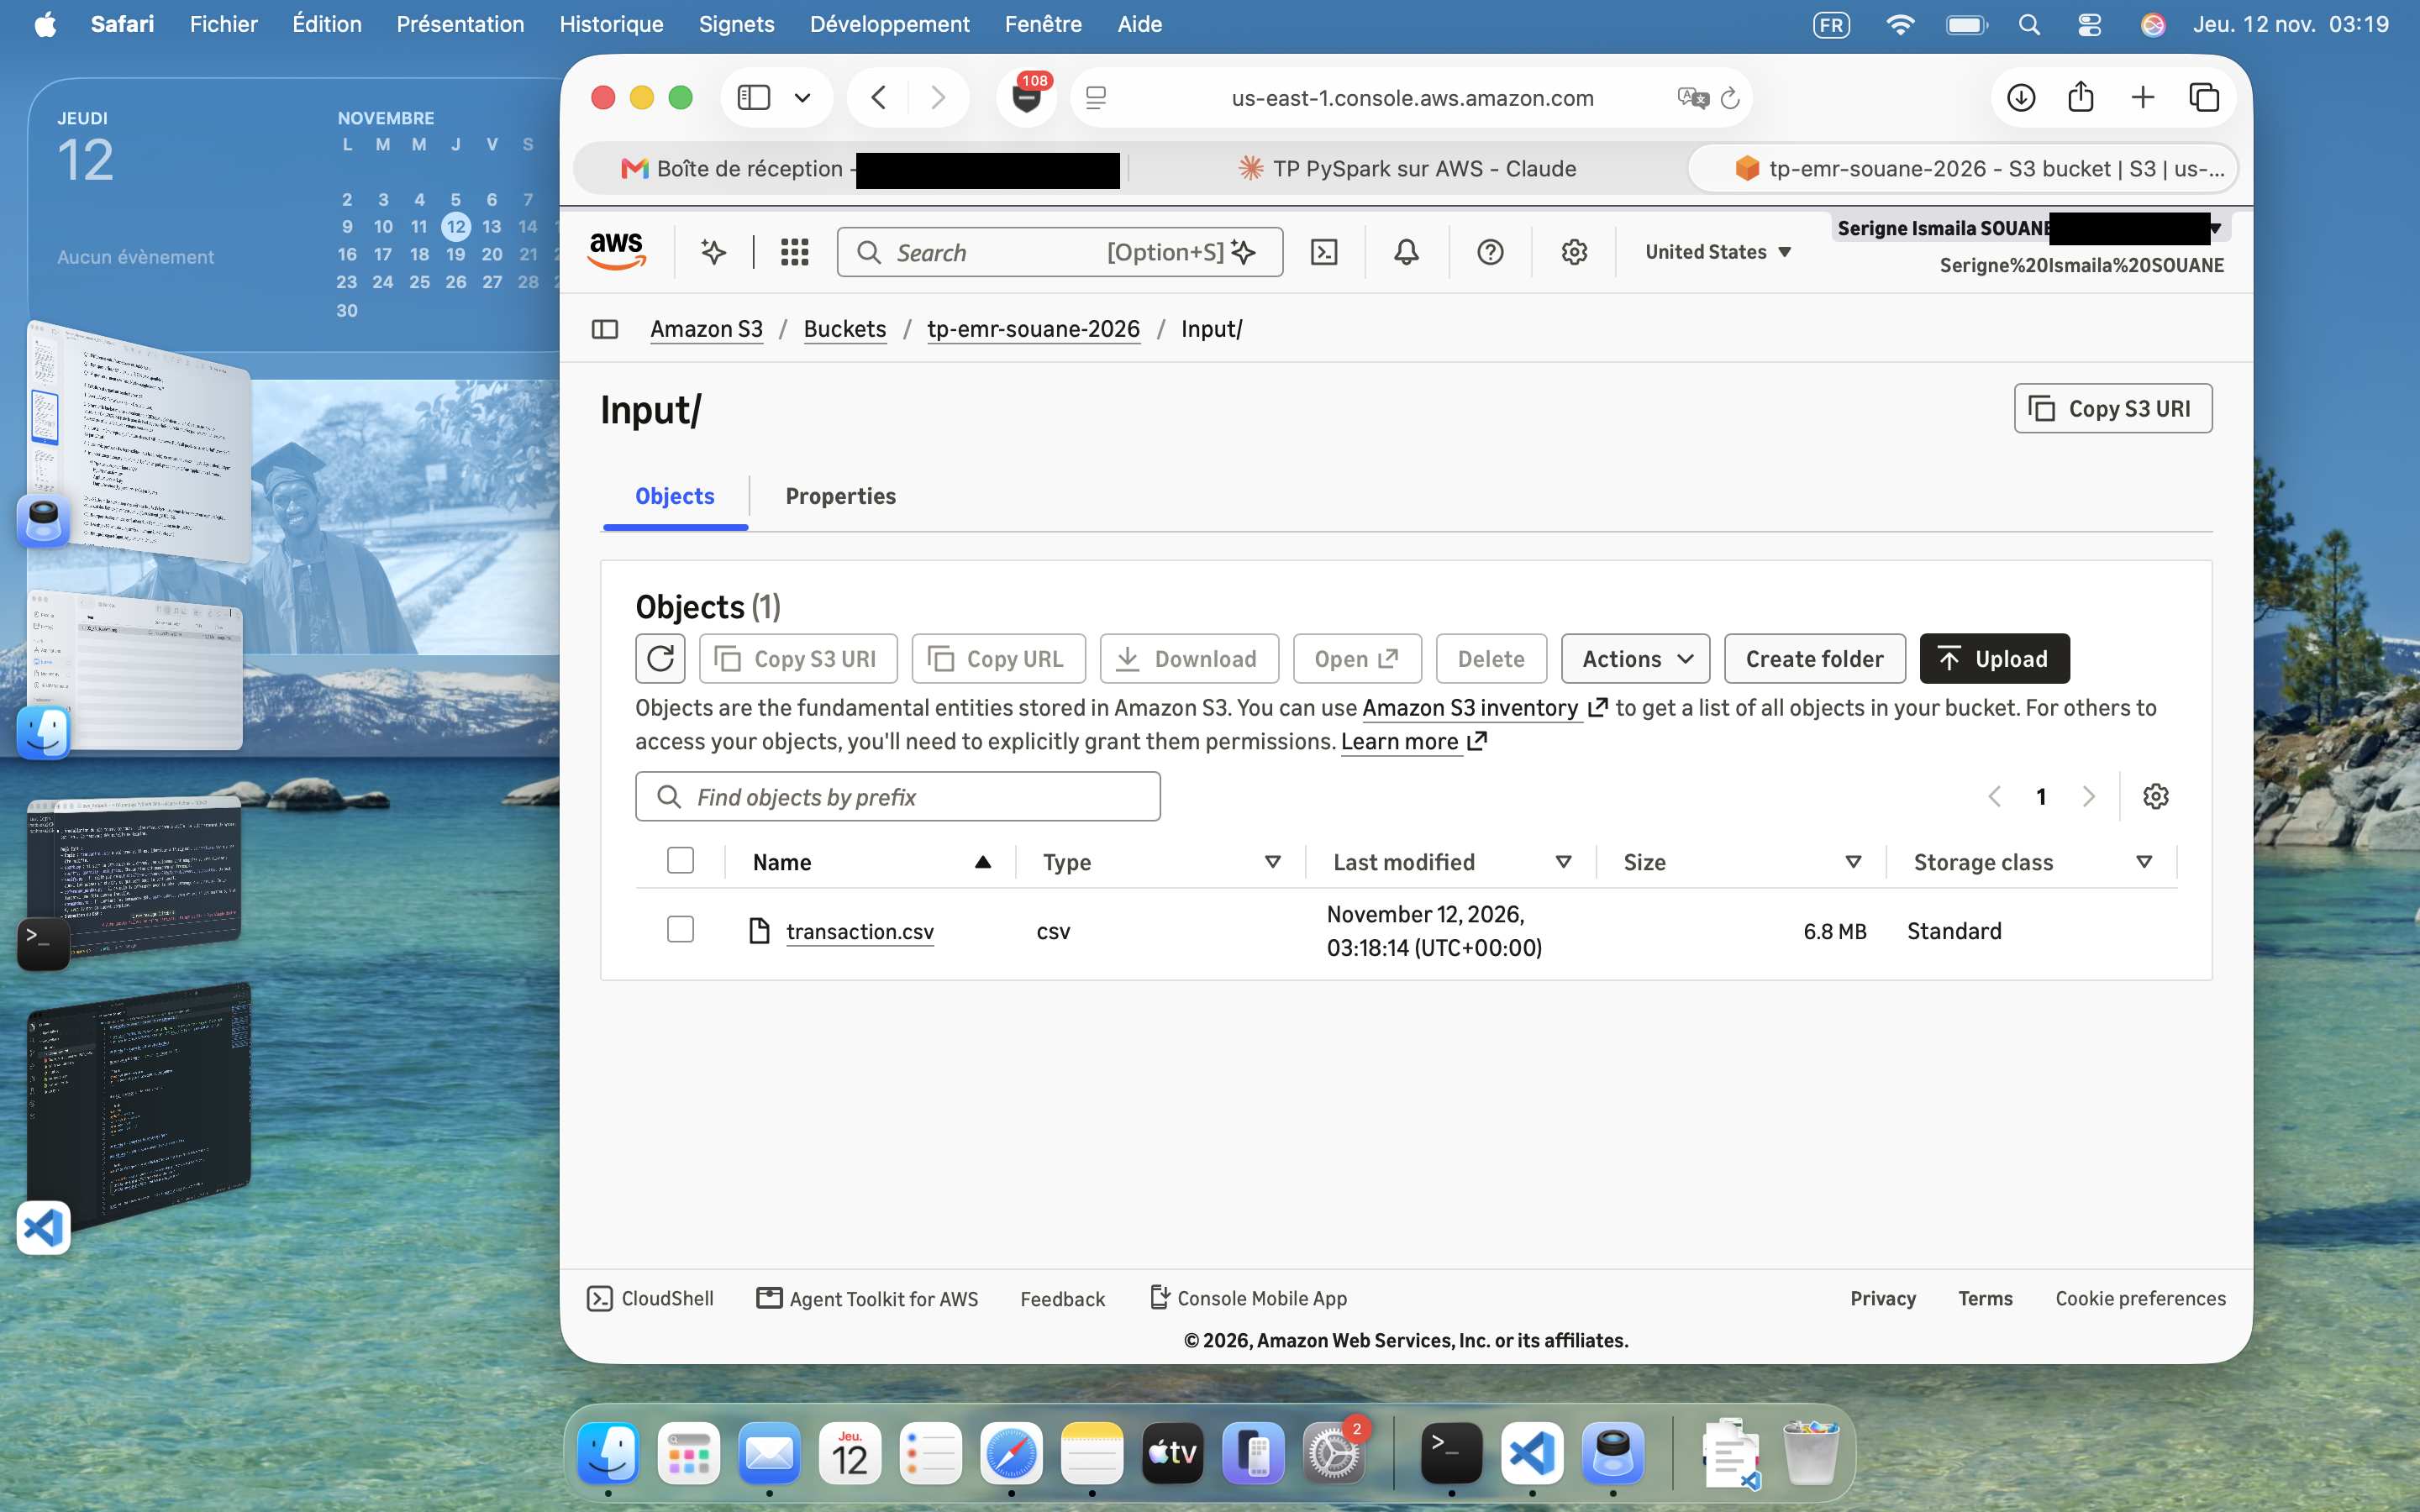 Safari Fichier Édition Présentation Historique Signets Développement Fenêtre Aide FR Jeu. 12 nov. 03:19
JEUDI
12
Aucun évènement
NOVEMBRE
L M M J V S
2 3 4 5 6 7
9 10 11 12 13 14
16 17 18 19 20 21
23 24 25 26 27 28
30
108
us-east-1.console.aws.amazon.com
Boîte de réception -
TP PySpark sur AWS - Claude
tp-emr-souane-2026 - S3 bucket | S3 | us-...
aws
Search [Option+S]
United States
Serigne Ismaila SOUANE
Serigne%20Ismaila%20SOUANE
Amazon S3 / Buckets / tp-emr-souane-2026 / Input/
Input/
Copy S3 URI
Objects Properties
Objects (1)
Copy S3 URI Copy URL Download Open Delete Actions Create folder Upload
Objects are the fundamental entities stored in Amazon S3. You can use Amazon S3 inventory to get a list of all objects in your bucket. For others to
access your objects, you'll need to explicitly grant them permissions. Learn more
Find objects by prefix
1
Name Type Last modified Size Storage class
transaction.csv csv November 12, 2026,
03:18:14 (UTC+00:00) 6.8 MB Standard
CloudShell Agent Toolkit for AWS Feedback Console Mobile App Privacy Terms Cookie preferences
© 2026, Amazon Web Services, Inc. or its affiliates.
Jeu.
12
tv
2